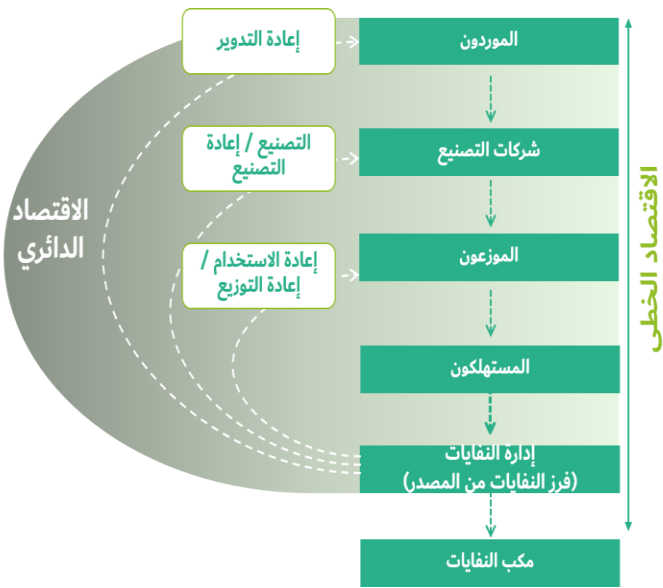 الموردون
إعادة التدوير
شركات التصنيع
التصنيع / إعادة
التصنيع
الموزعون
إعادة الاستخدام /
إعادة التوزيع
المستهلكون
إدارة النفايات
(فرز النفايات من المصدر)
مكب النفايات
الاقتصاد الخطى
الاقتصاد
الدائري